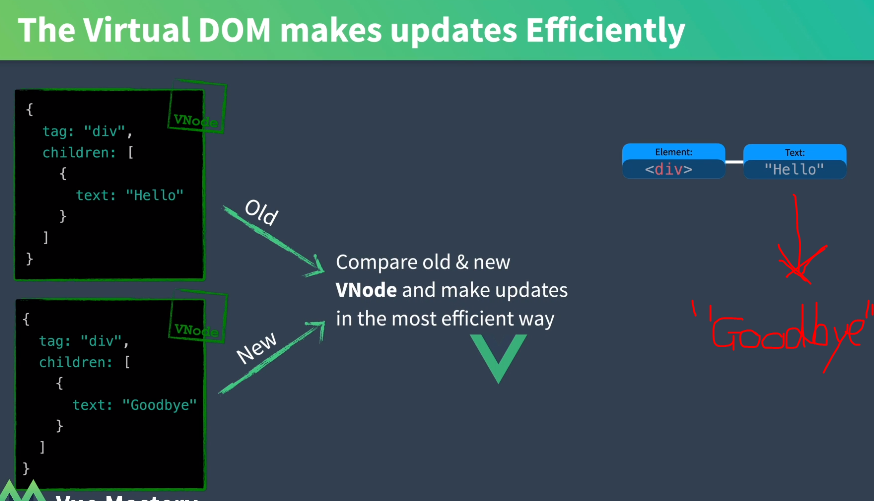 The Virtual DOM makes updates Efficiently
VNode
{
tag: "div",
children: [
{
text: "Hello"
}
]
}
VNode
{
tag: "div",
children: [
{
text: "Goodbye"
}
]
}
Old
New
Compare old & new
VNode and make updates
in the most efficient way
Element:
<div>
Text:
"Hello"
"Goodbye"
Vue Mastery